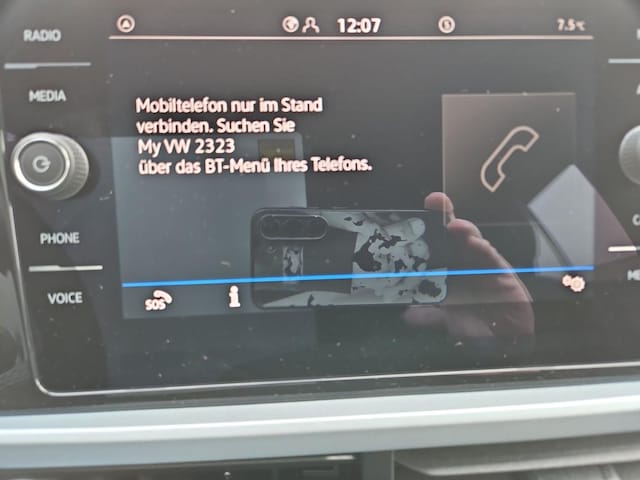 RADIO
12:07
7.5°C
MEDIA
Mobiltelefon nur im Stand
verbinden. Suchen Sie
My VW 2323
über das BT-Menü Ihres Telefons.
PHONE
VOICE
SOS